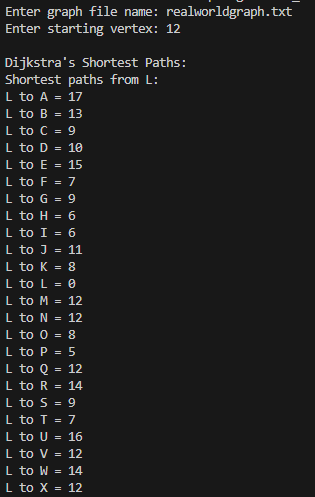 Enter graph file name: realworldgraph.txt
Enter starting vertex: 12
Dijkstra's Shortest Paths:
Shortest paths from L:
L to A = 17
L to B = 13
L to C = 9
L to D = 10
L to E = 15
L to F = 7
L to G = 9
L to H = 6
L to I = 6
L to J = 11
L to K = 8
L to L = 0
L to M = 12
L to N = 12
L to O = 8
L to P = 5
L to Q = 12
L to R = 14
L to S = 9
L to T = 7
L to U = 16
L to V = 12
L to W = 14
L to X = 12